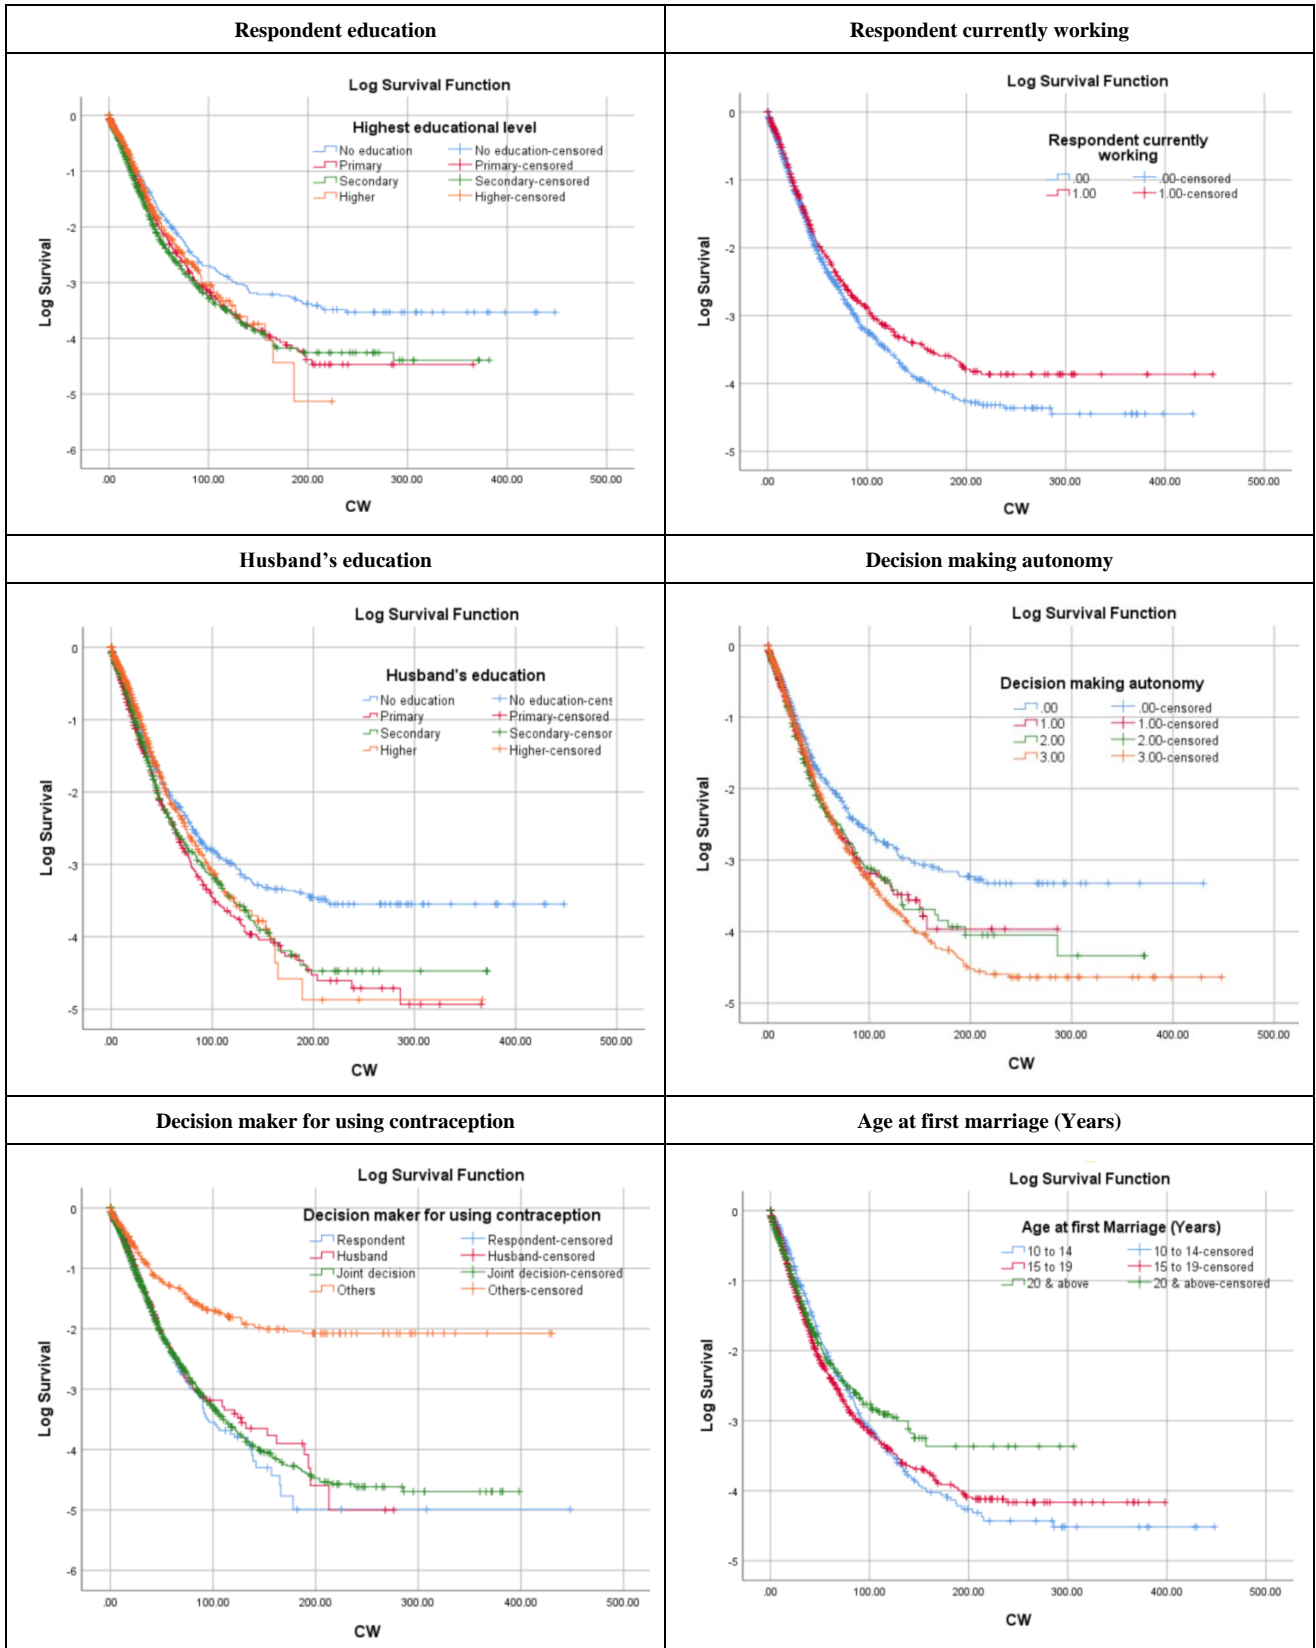 Respondent education
Respondent currently working
Log Survival Function
Highest educational level
No education
No education-censored
Primary
Primary-censored
Secondary
Secondary-censored
Higher
Higher-censored
Log Survival
0
-1
-2
-3
-4
-5
-6
.00 100.00 200.00 300.00 400.00 500.00
CW
Log Survival Function
Respondent currently
working
.00
.00-censored
1.00
1.00-censored
Log Survival
0
-1
-2
-3
-4
-5
.00 100.00 200.00 300.00 400.00 500.00
CW
Husband's education
Decision making autonomy
Log Survival Function
Husband's education
No education
No education-cens
Primary
Primary-censored
Secondary
Secondary-censor
Higher
Higher-censored
Log Survival
0
-1
-2
-3
-4
-5
.00 100.00 200.00 300.00 400.00 500.00
CW
Log Survival Function
Decision making autonomy
.00
.00-censored
1.00
1.00-censored
2.00
2.00-censored
3.00
3.00-censored
Log Survival
0
-1
-2
-3
-4
-5
.00 100.00 200.00 300.00 400.00 500.00
CW
Decision maker for using contraception
Age at first marriage (Years)
Log Survival Function
Decision maker for using contraception
Respondent
Respondent-censored
Husband
Husband-censored
Joint decision
Joint decision-censored
Others
Others-censored
Log Survival
0
-1
-2
-3
-4
-5
-6
.00 100.00 200.00 300.00 400.00 500.00
CW
Log Survival Function
Age at first Marriage (Years)
10 to 14
10 to 14-censored
15 to 19
15 to 19-censored
20 & above
20 & above-censored
Log Survival
0
-1
-2
-3
-4
-5
.00 100.00 200.00 300.00 400.00 500.00
CW